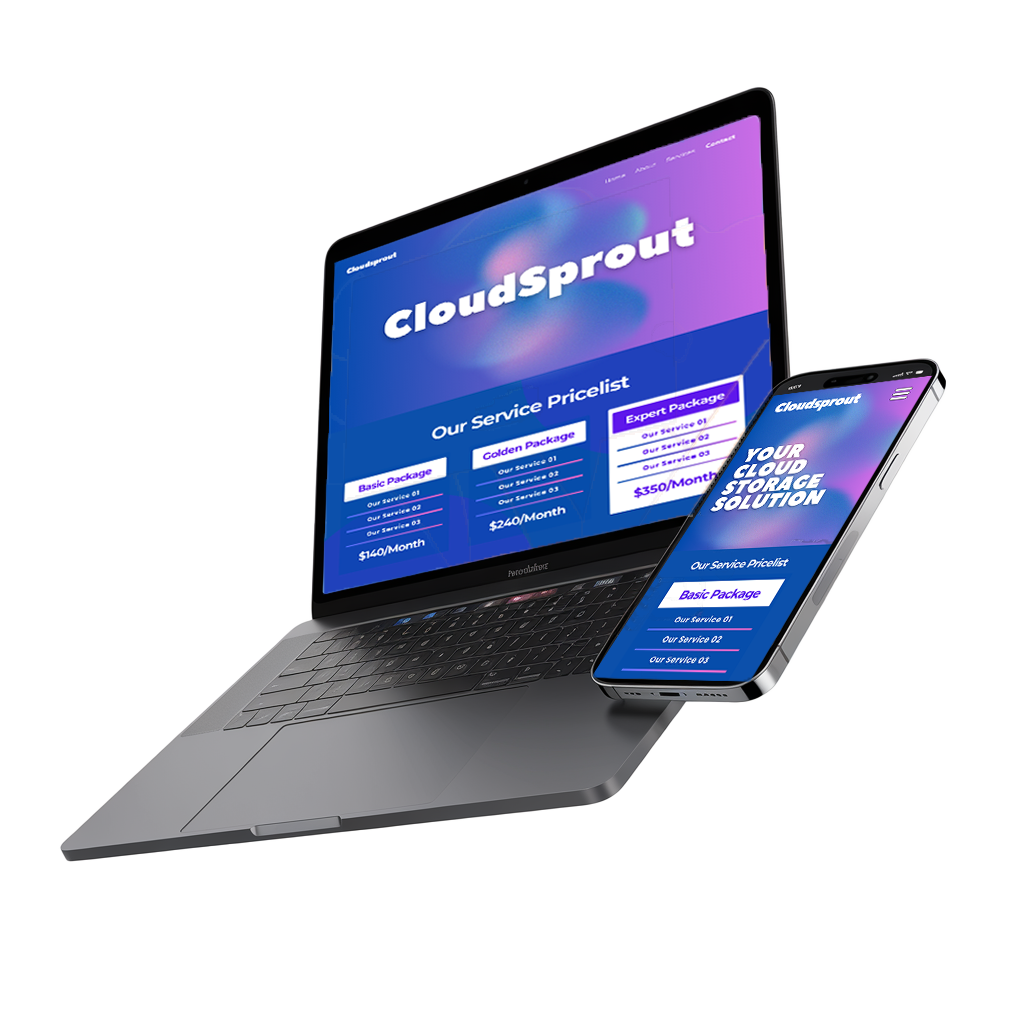 Cloudsprout
Home About Services Contact
CloudSprout
Our Service Pricelist
Basic Package
Our Service 01
Our Service 02
Our Service 03
$140/Month
Golden Package
Our Service 01
Our Service 02
Our Service 03
$240/Month
Expert Package
Our Service 01
Our Service 02
Our Service 03
$350/Month
Cloudsprout
YOUR
CLOUD
STORAGE
SOLUTION
Our Service Pricelist
Basic Package
Our Service 01
Our Service 02
Our Service 03